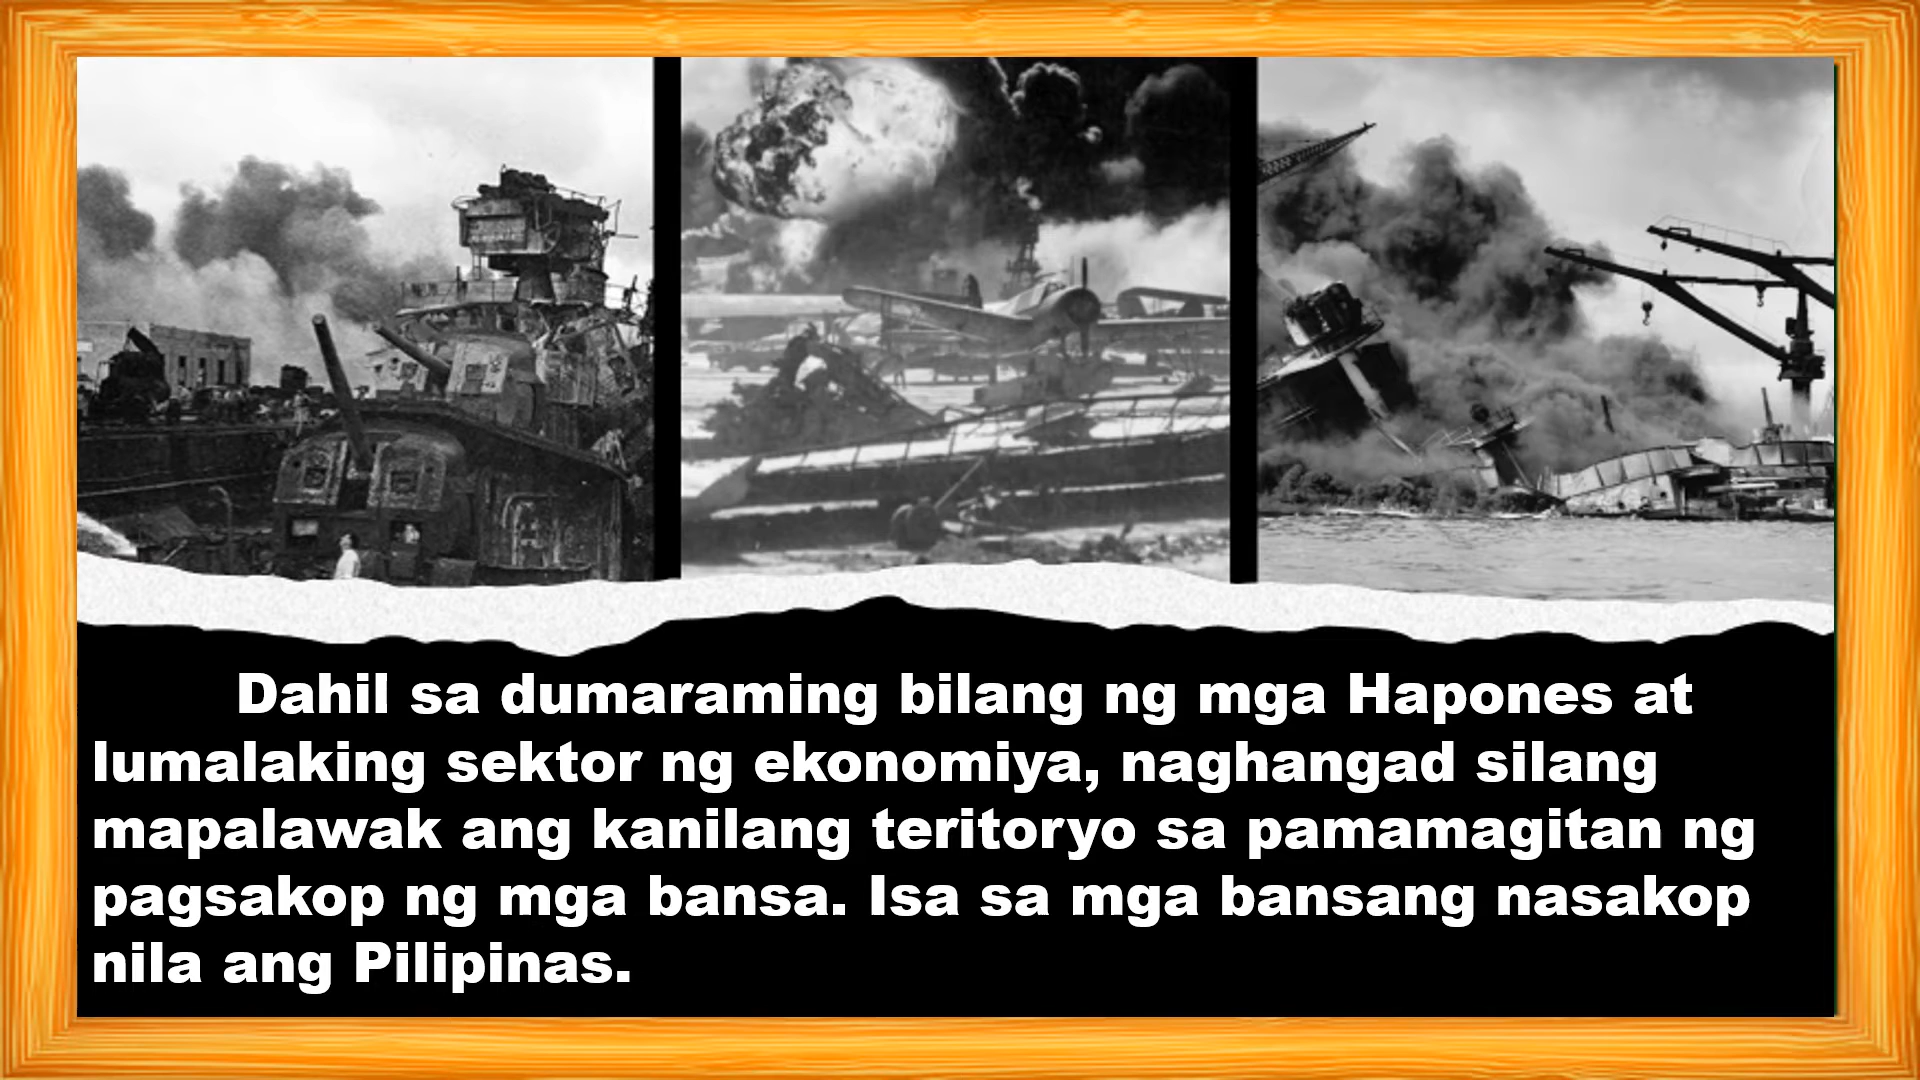 Dahil sa dumaraming bilang ng mga Hapones at
lumalaking sektor ng ekonomiya, naghangad silang
mapalawak ang kanilang teritoryo sa pamamagitan ng
pagsakop ng mga bansa. Isa sa mga bansang nasakop
nila ang Pilipinas.